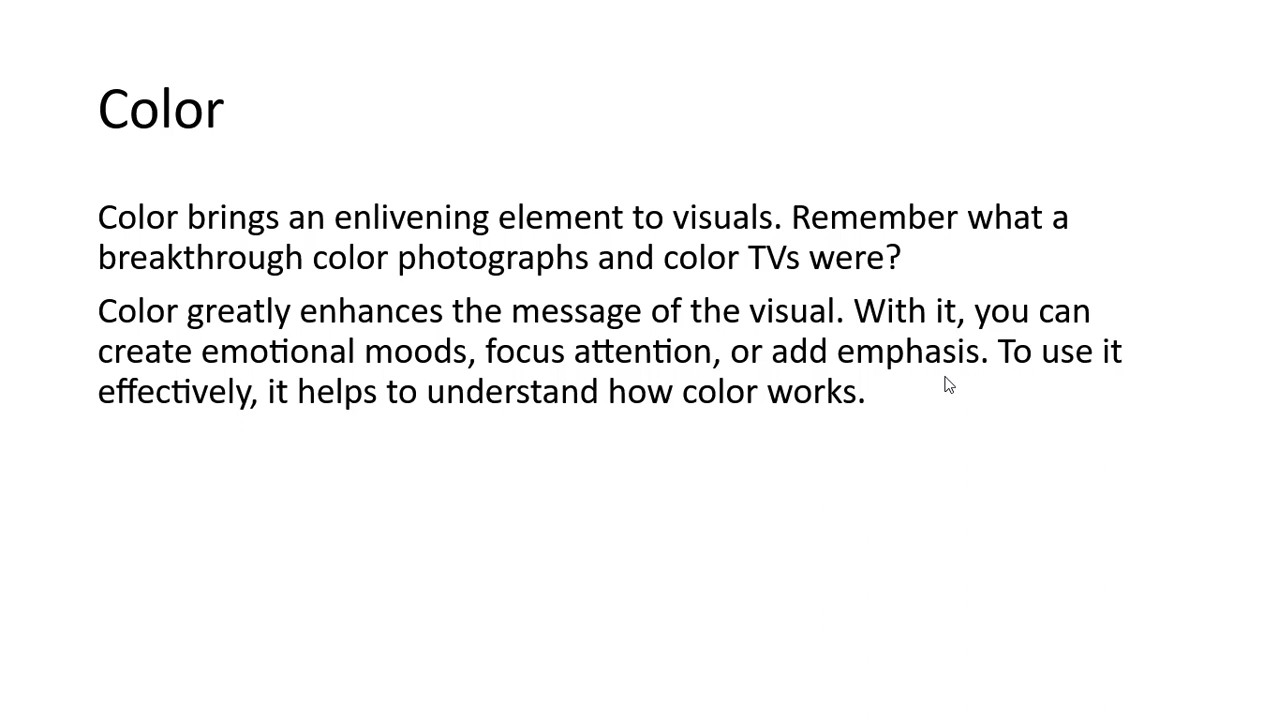 Color
Color brings an enlivening element to visuals. Remember what a
breakthrough color photographs and color TVs were?
Color greatly enhances the message of the visual. With it, you can
create emotional moods, focus attention, or add emphasis. To use it
effectively, it helps to understand how color works.